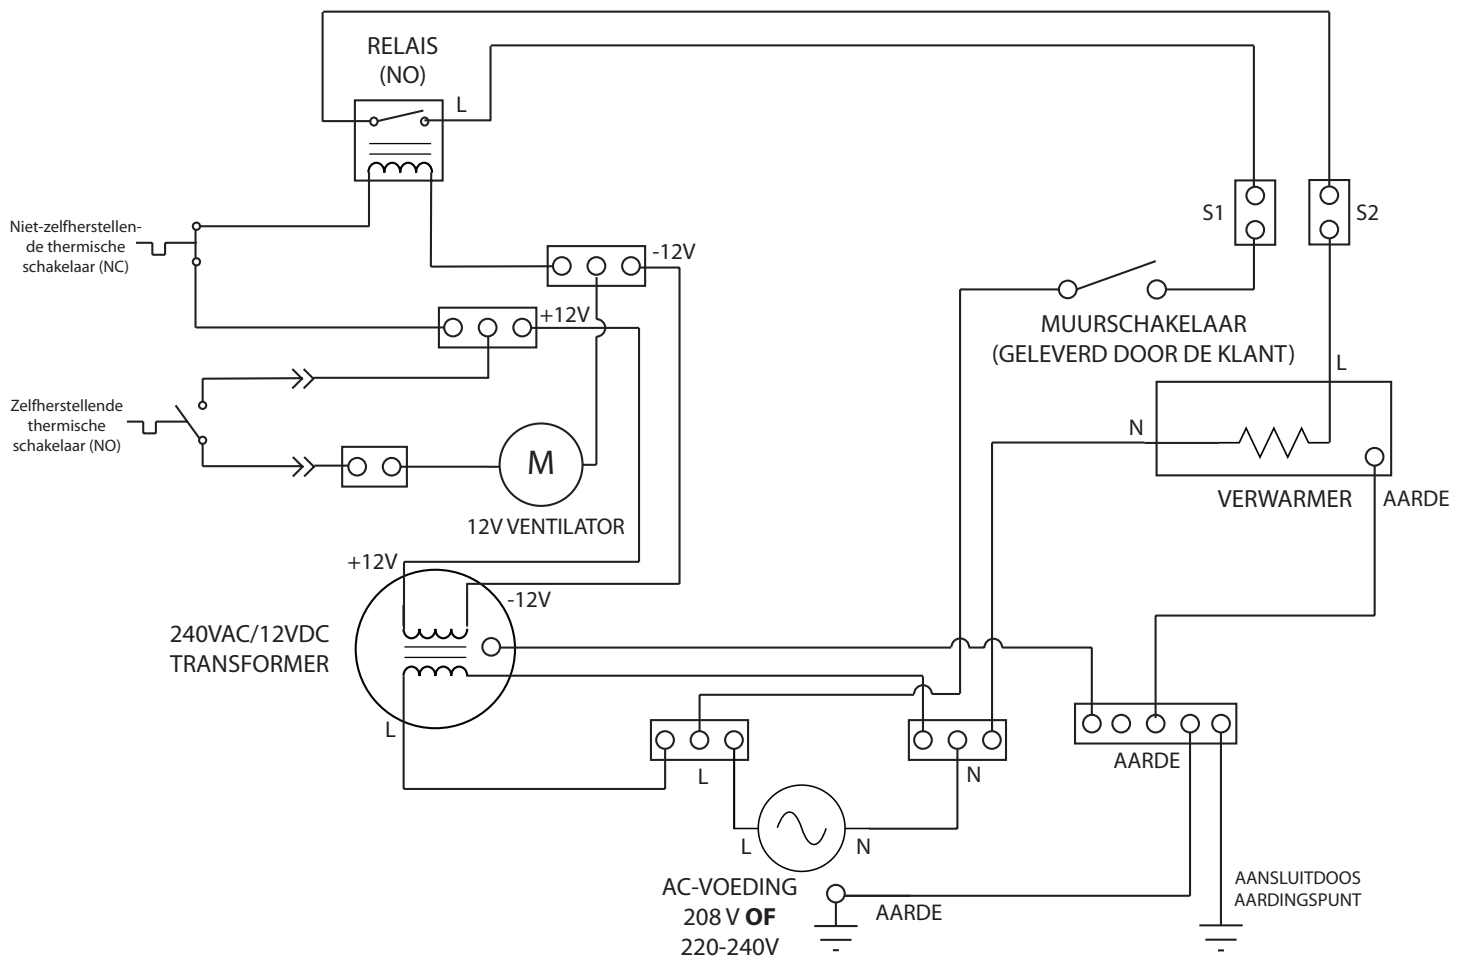 RELAIS
(NO)
L
Niet-zelfherstellen-
de thermische
schakelaar (NC)
-12V
+12V
S1
S2
MUURSCHAKELAAR
(GELEVERD DOOR DE KLANT)
L
N
VERWARMER
AARDE
Zelfherstellende
thermische
schakelaar (NO)
M
12V VENTILATOR
+12V
-12V
240VAC/12VDC
TRANSFORMER
L
L
N
AARDE
L
N
AC-VOEDING
208 V OF
220-240V
AARDE
AANSLUITDOOS
AARDINGSPUNT